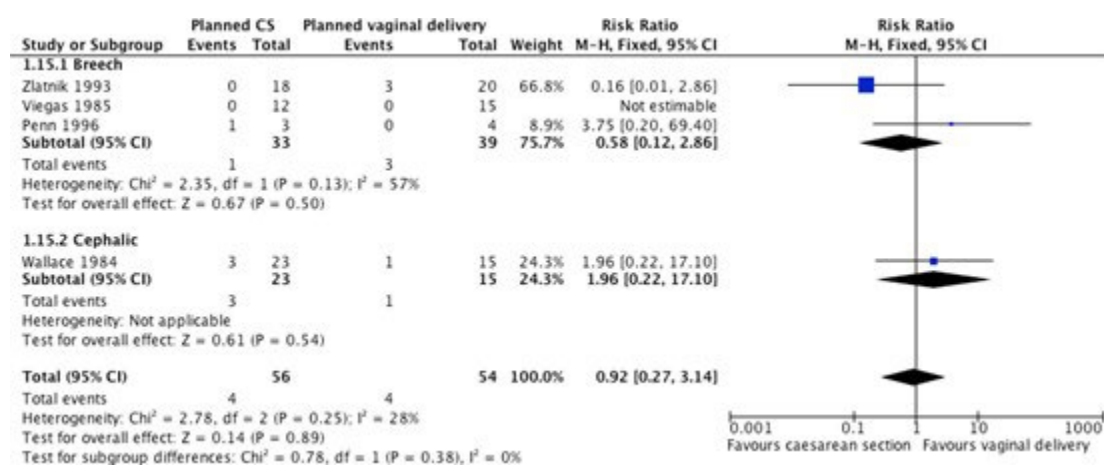 Planned CS Planned vaginal delivery Risk Ratio Risk Ratio
Study or Subgroup Events Total Events Total Weight M-H, Fixed, 95% CI M-H, Fixed, 95% CI
1.15.1 Breech
Zlatnik 1993 0 18 3 20 66.8% 0.16 [0.01, 2.86]
Viegas 1985 0 12 0 15 Not estimable
Penn 1996 1 3 0 4 8.9% 3.75 [0.20, 69.40]
Subtotal (95% CI) 33 39 75.7% 0.58 [0.12, 2.86]
Total events 1 3
Heterogeneity: Chi² = 2.35, df = 1 (P = 0.13); I² = 57%
Test for overall effect: Z = 0.67 (P = 0.50)
1.15.2 Cephalic
Wallace 1984 3 23 1 15 24.3% 1.96 [0.22, 17.10]
Subtotal (95% CI) 23 15 24.3% 1.96 [0.22, 17.10]
Total events 3 1
Heterogeneity: Not applicable
Test for overall effect: Z = 0.61 (P = 0.54)
Total (95% CI) 56 54 100.0% 0.92 [0.27, 3.14]
Total events 4 4
Heterogeneity: Chi² = 2.78, df = 2 (P = 0.25); I² = 28%
Test for overall effect: Z = 0.14 (P = 0.89)
Test for subgroup differences: Chi² = 0.78, df = 1 (P = 0.38), I² = 0%
0.001 0.1 1 10 1000
Favours caesarean section Favours vaginal delivery